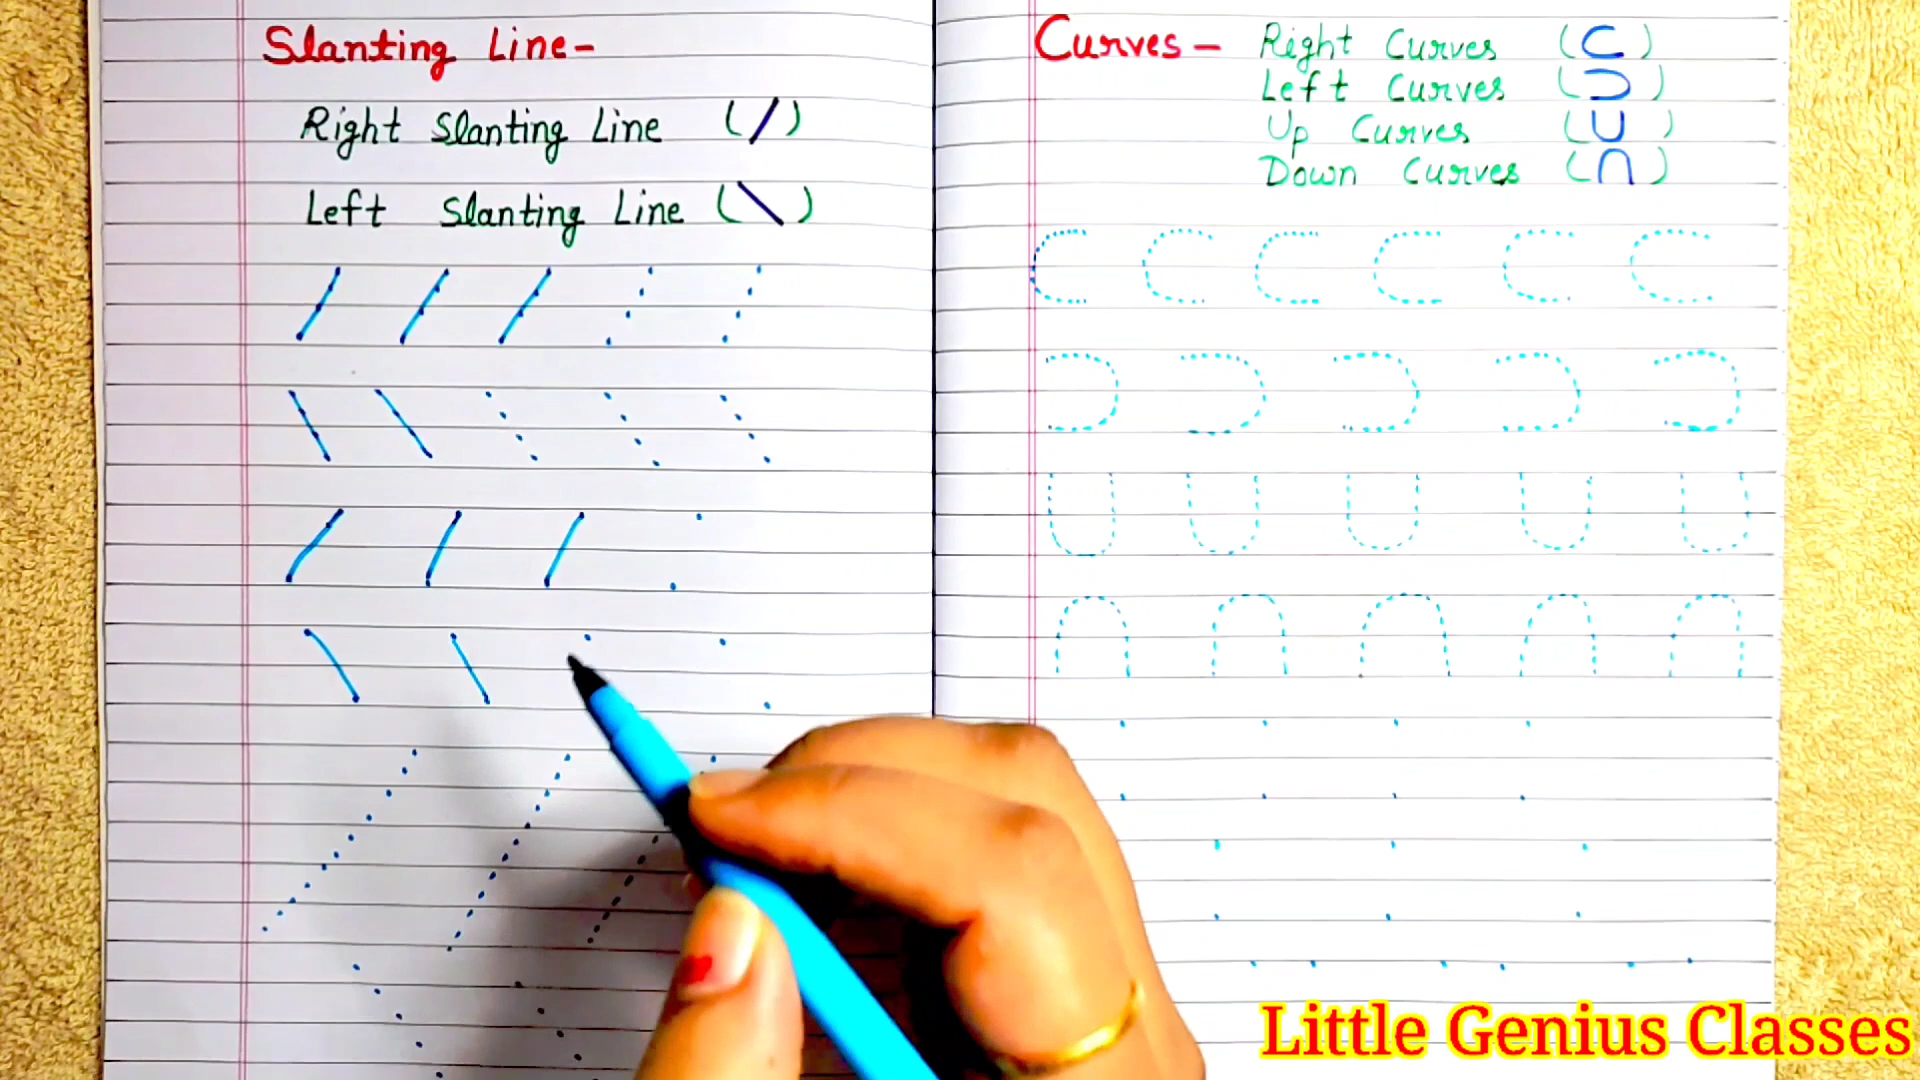 Slanting Line-
Right Slanting Line (/)
Left Slanting Line (\)
Curves - Right Curves (⊂)
Left Curves (⊃)
Up Curves (∪)
Down Curves (∩)
Little Genius Classes